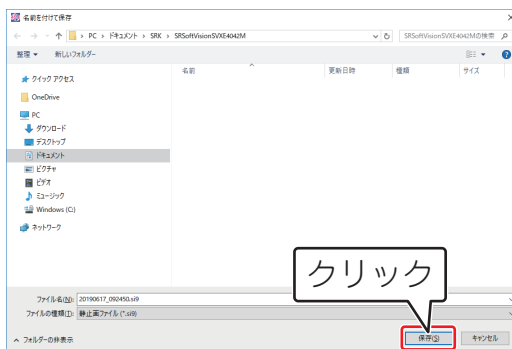 名前を付けて保存
PC › ドキュメント › SRK › SRSoftVisionSVXE4042M
SRSoftVisionSVXE4042Mの検索
整理 新しいフォルダー
名前 更新日時 種類 サイズ
クイック アクセス
OneDrive
PC
ダウンロード
デスクトップ
ドキュメント
ピクチャ
ビデオ
ミュージック
Windows (C:)
ネットワーク
クリック
ファイル名(N): 20190617_092450.si9
ファイルの種類(T): 静止画ファイル (*.si9)
フォルダーの非表示
保存(S) キャンセル